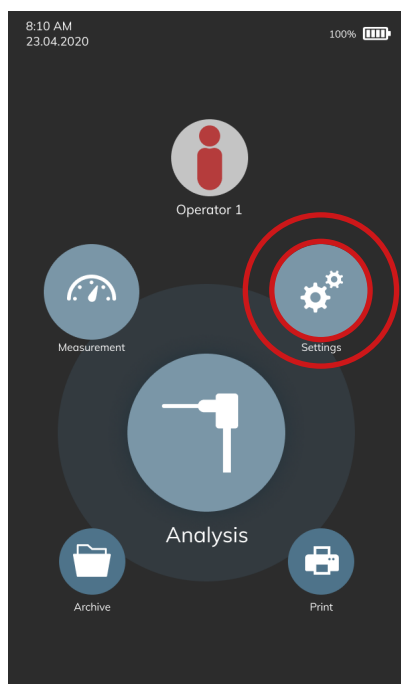 8:10 AM
23.04.2020
100%
Operator 1
Measurement
Settings
Analysis
Archive
Print